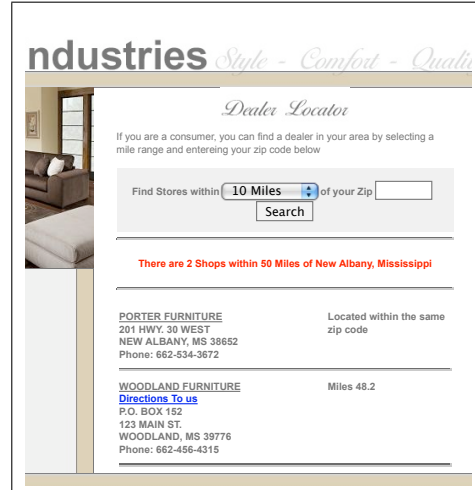 ndustries Style - Comfort - Quali
Dealer Locator
If you are a consumer, you can find a dealer in your area by selecting a
mile range and entereing your zip code below
Find Stores within 10 Miles of your Zip
Search
There are 2 Shops within 50 Miles of New Albany, Mississippi
PORTER FURNITURE
Located within the same
201 HWY. 30 WEST
zip code
NEW ALBANY, MS 38652
Phone: 662-534-3672
WOODLAND FURNITURE
Miles 48.2
Directions To us
P.O. BOX 152
123 MAIN ST.
WOODLAND, MS 39776
Phone: 662-456-4315